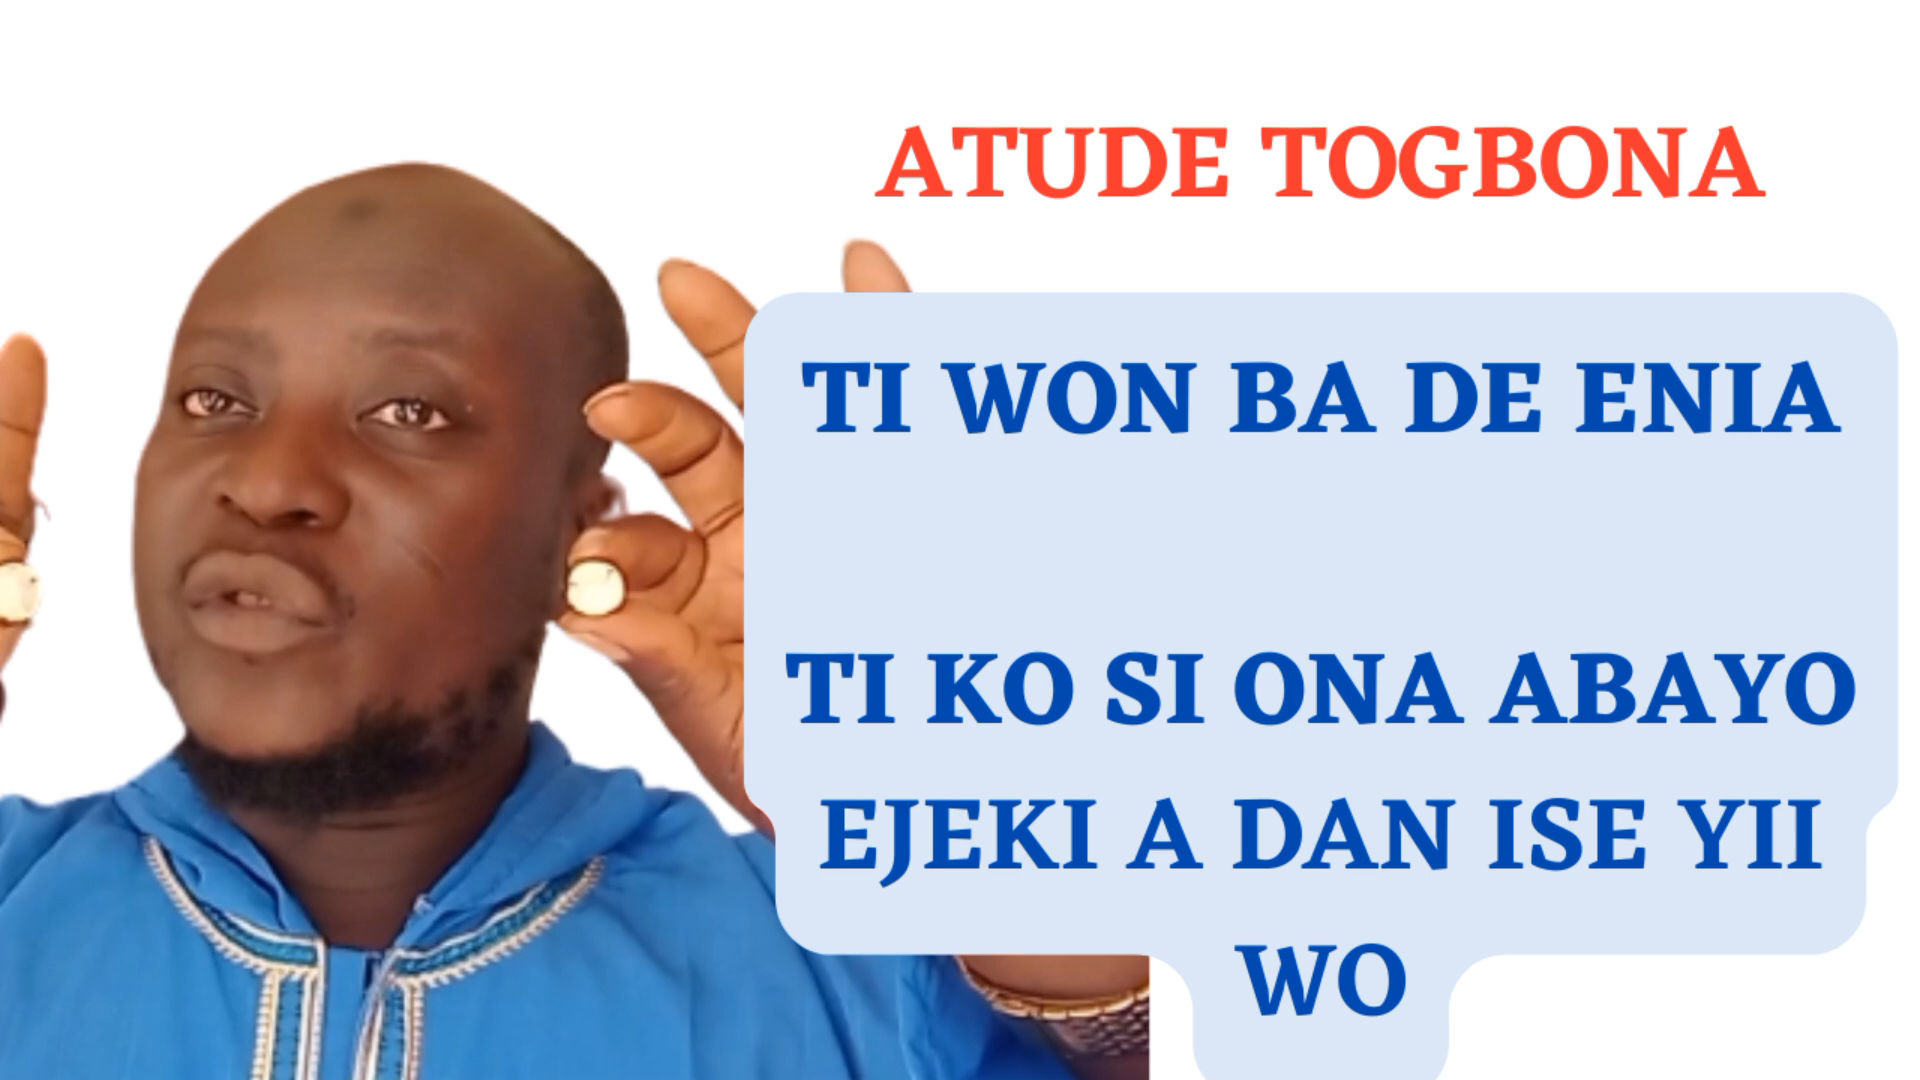 ATUDE TOGBONA
TI WON BA DE ENIA
TI KO SI ONA ABAYO
EJEKI A DAN ISE YII
WO